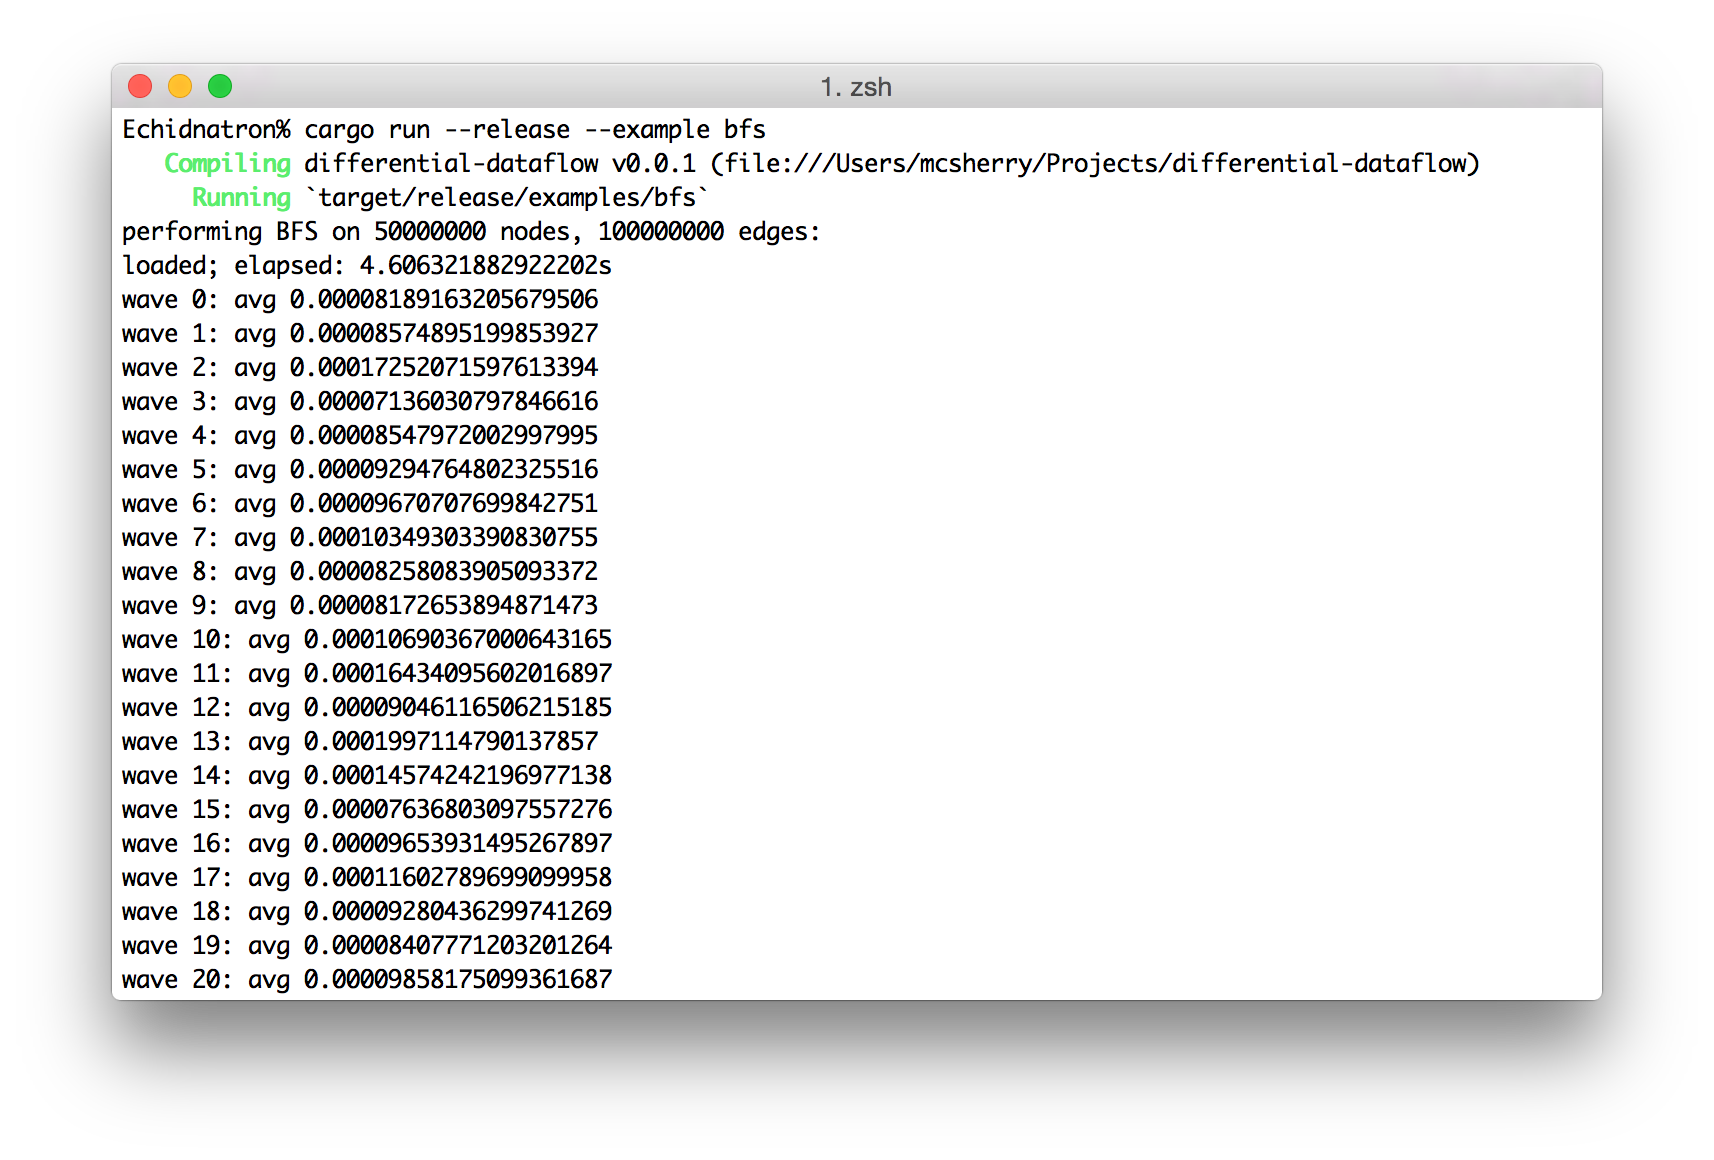 1. zsh
Echidnatron% cargo run --release --example bfs
Compiling differential-dataflow v0.0.1 (file:///Users/mcsherry/Projects/differential-dataflow)
Running `target/release/examples/bfs`
performing BFS on 50000000 nodes, 100000000 edges:
loaded; elapsed: 4.606321882922202s
wave 0: avg 0.00008189163205679506
wave 1: avg 0.00008574895199853927
wave 2: avg 0.00017252071597613394
wave 3: avg 0.00007136030797846616
wave 4: avg 0.00008547972002997995
wave 5: avg 0.00009294764802325516
wave 6: avg 0.00009670707699842751
wave 7: avg 0.00010349303390830755
wave 8: avg 0.00008258083905093372
wave 9: avg 0.00008172653894871473
wave 10: avg 0.00010690367000643165
wave 11: avg 0.00016434095602016897
wave 12: avg 0.00009046116506215185
wave 13: avg 0.0001997114790137857
wave 14: avg 0.00014574242196977138
wave 15: avg 0.00007636803097557276
wave 16: avg 0.00009653931495267897
wave 17: avg 0.00011602789699099958
wave 18: avg 0.00009280436299741269
wave 19: avg 0.00008407771203201264
wave 20: avg 0.00009858175099361687